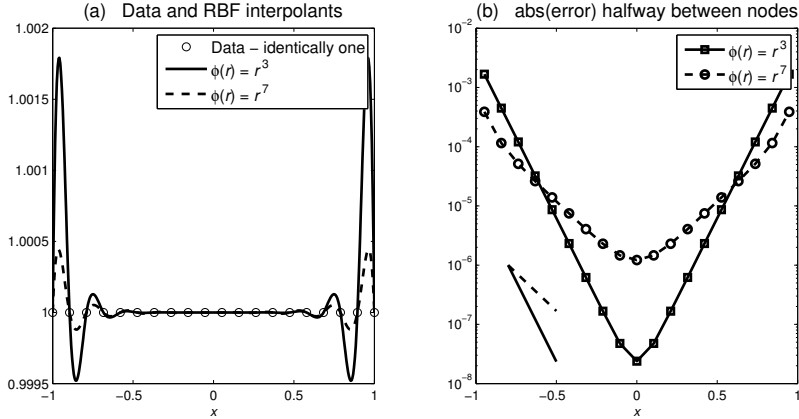 (a) Data and RBF interpolants
1.002
1.0015
1.001
1.0005
1
0.9995
−1
−0.5
0
0.5
1
x
Data − identically one
ϕ(r) = r³
ϕ(r) = r⁷
(b) abs(error) halfway between nodes
10⁻²
10⁻³
10⁻⁴
10⁻⁵
10⁻⁶
10⁻⁷
10⁻⁸
−1
−0.5
0
0.5
1
x
ϕ(r) = r³
ϕ(r) = r⁷